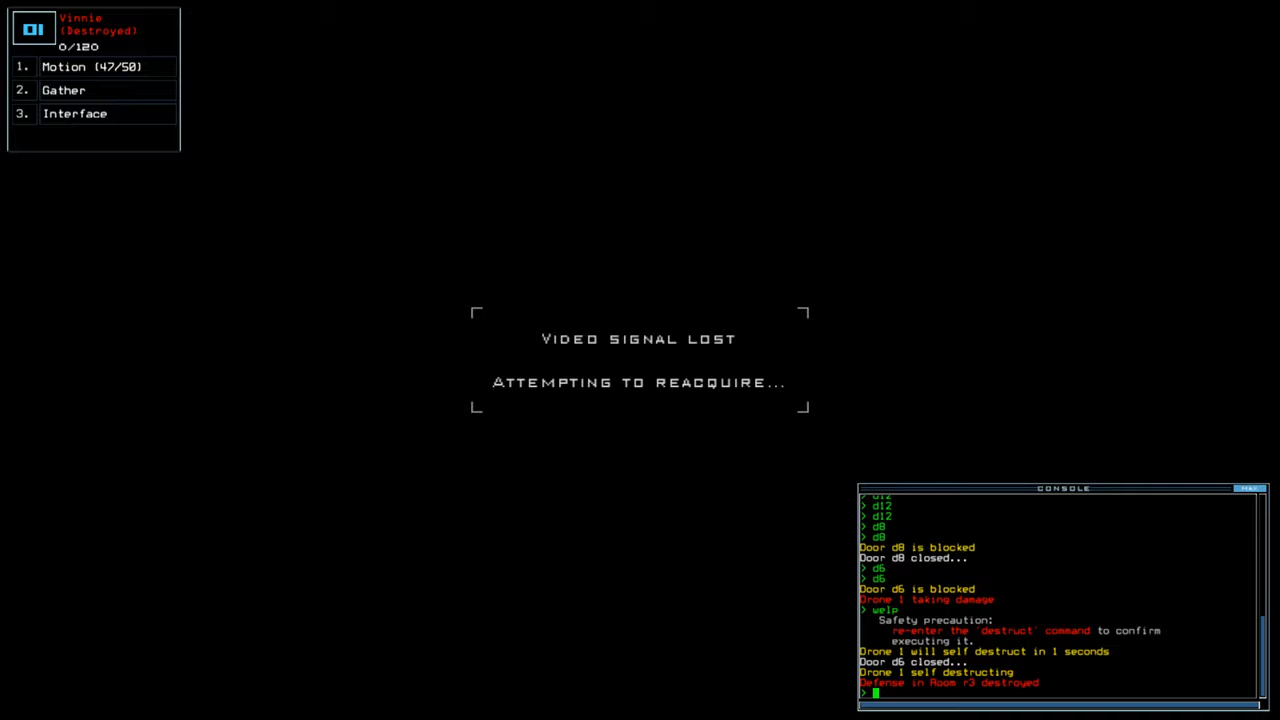 01
Vinnie
(Destroyed)
0/120
1. Motion (47/50)
2. Gather
3. Interface
VIDEO SIGNAL LOST
ATTEMPTING TO REACQUIRE...
CONSOLE
MAX
> d12
> d12
> d12
> d8
> d8
Door d8 is blocked
Door d8 closed...
> d6
> d6
Door d6 is blocked
Drone 1 taking damage
> welp
Safety precaution:
re-enter the 'destruct' command to confirm
executing it.
Drone 1 will self destruct in 1 seconds
Door d6 closed...
Drone 1 self destructing
Defense in Room r3 destroyed
>